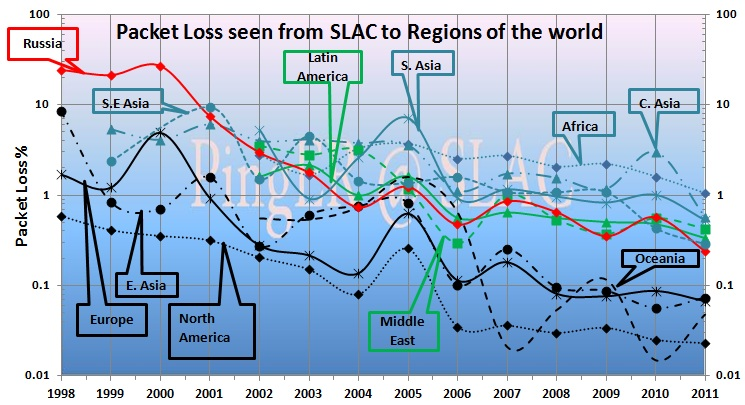 Packet Loss seen from SLAC to Regions of the world
100
10
1
0.1
0.01
100
10
1
0.1
0.01
Packet Loss%
Russia
S.E Asia
Latin
America
S. Asia
Africa
C. Asia
PingER @ SLAC
Europe
E. Asia
North
America
Middle
East
Oceania
1998 1999 2000 2001 2002 2003 2004 2005 2006 2007 2008 2009 2010 2011